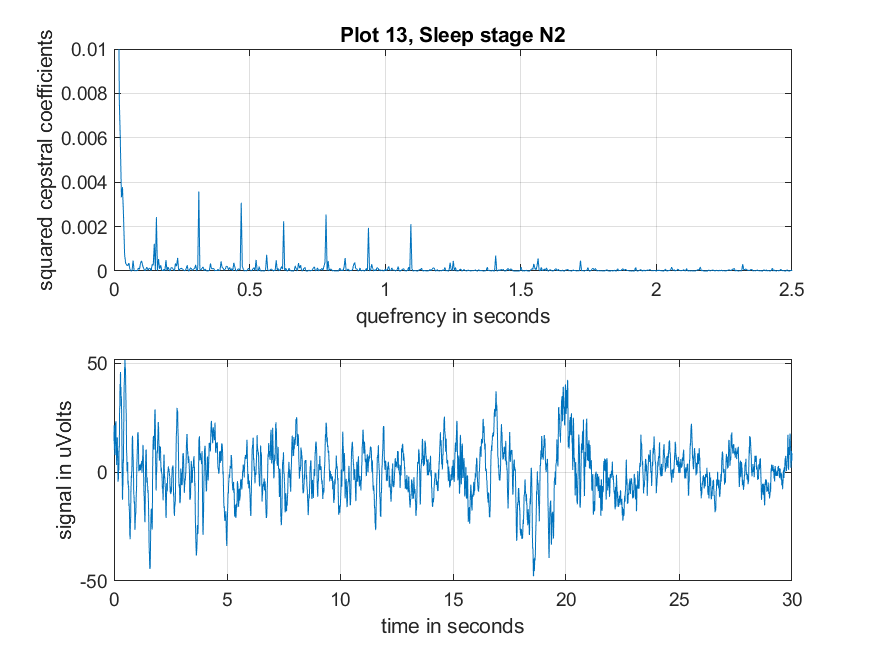 Plot 13, Sleep stage N2
squared cepstral coefficients
0.01
0.008
0.006
0.004
0.002
0
0 0.5 1 1.5 2 2.5
quefrency in seconds
signal in uVolts
50
0
-50
0 5 10 15 20 25 30
time in seconds